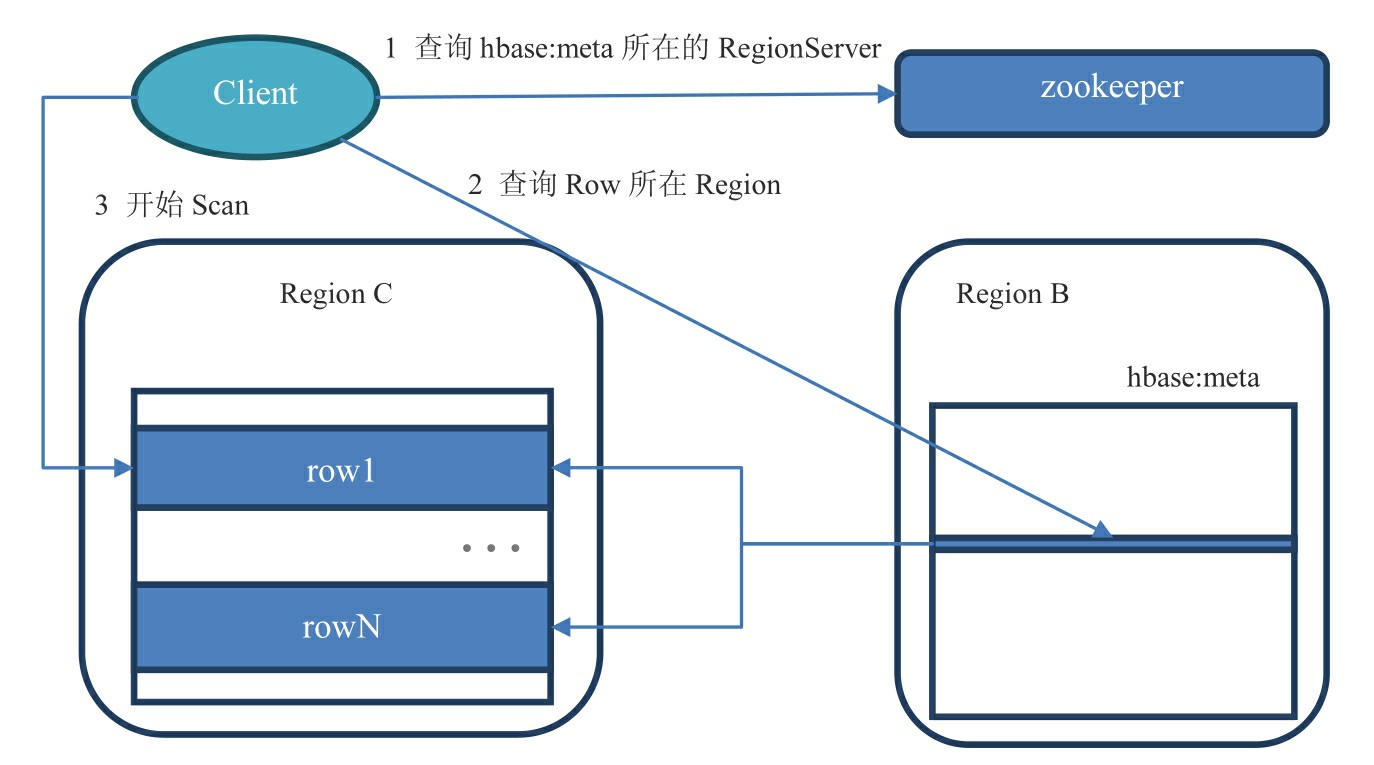 1 查询 hbase:meta 所在的 RegionServer
Client
zookeeper
2 查询 Row 所在 Region
3 开始 Scan
Region C
Region B
hbase:meta
row1
...
rowN